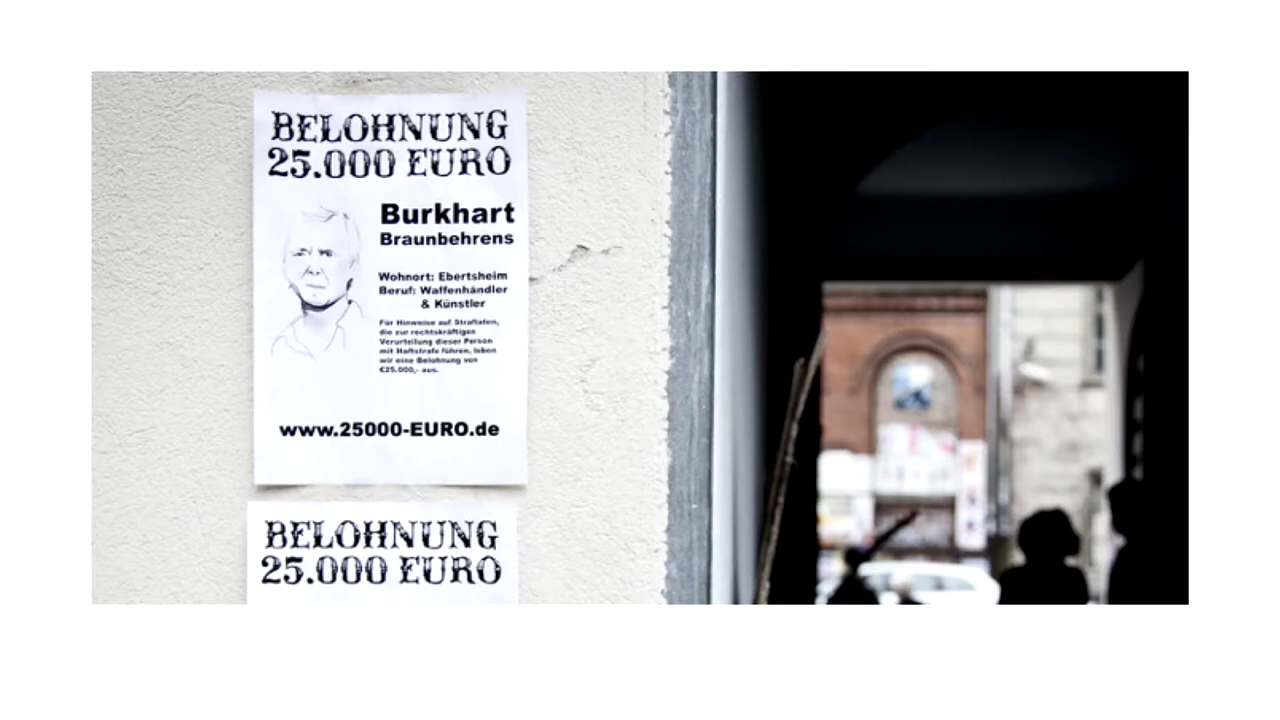 BELOHNUNG
25.000 EURO
Burkhart
Braunbehrens
Wohnort: Ebertsheim
Beruf: Waffenhändler
& Künstler
Für Hinweise auf Straftaten,
die zur rechtskräftigen
Verurteilung dieser Person
mit Haftstrafe führen, loben
wir eine Belohnung von
€25.000,- aus.
www.25000-EURO.de
BELOHNUNG
25.000 EURO